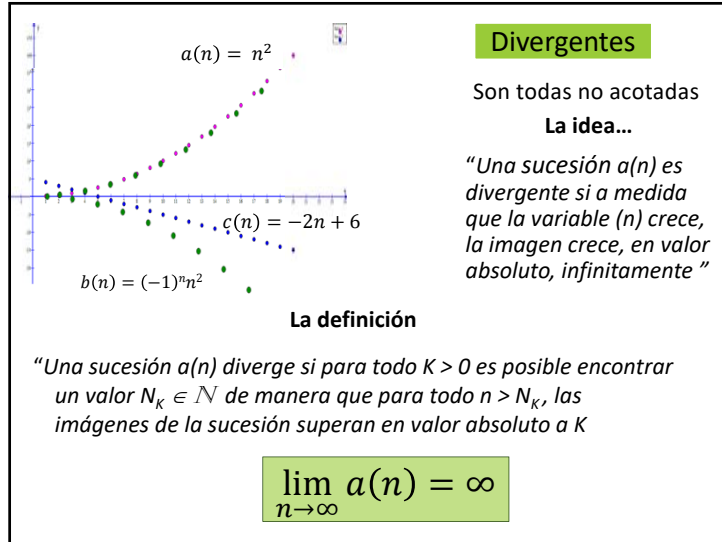 a(n) = n²
Divergentes
Son todas no acotadas
La idea...
“Una sucesión a(n) es
divergente si a medida
que la variable (n) crece,
la imagen crece, en valor
absoluto, infinitamente ”
c(n) = −2n + 6
b(n) = (−1)ⁿn²
La definición
“Una sucesión a(n) diverge si para todo K > 0 es posible encontrar
un valor N_K ∈ N de manera que para todo n > N_K, las
imágenes de la sucesión superan en valor absoluto a K
lim a(n) = ∞
n→∞